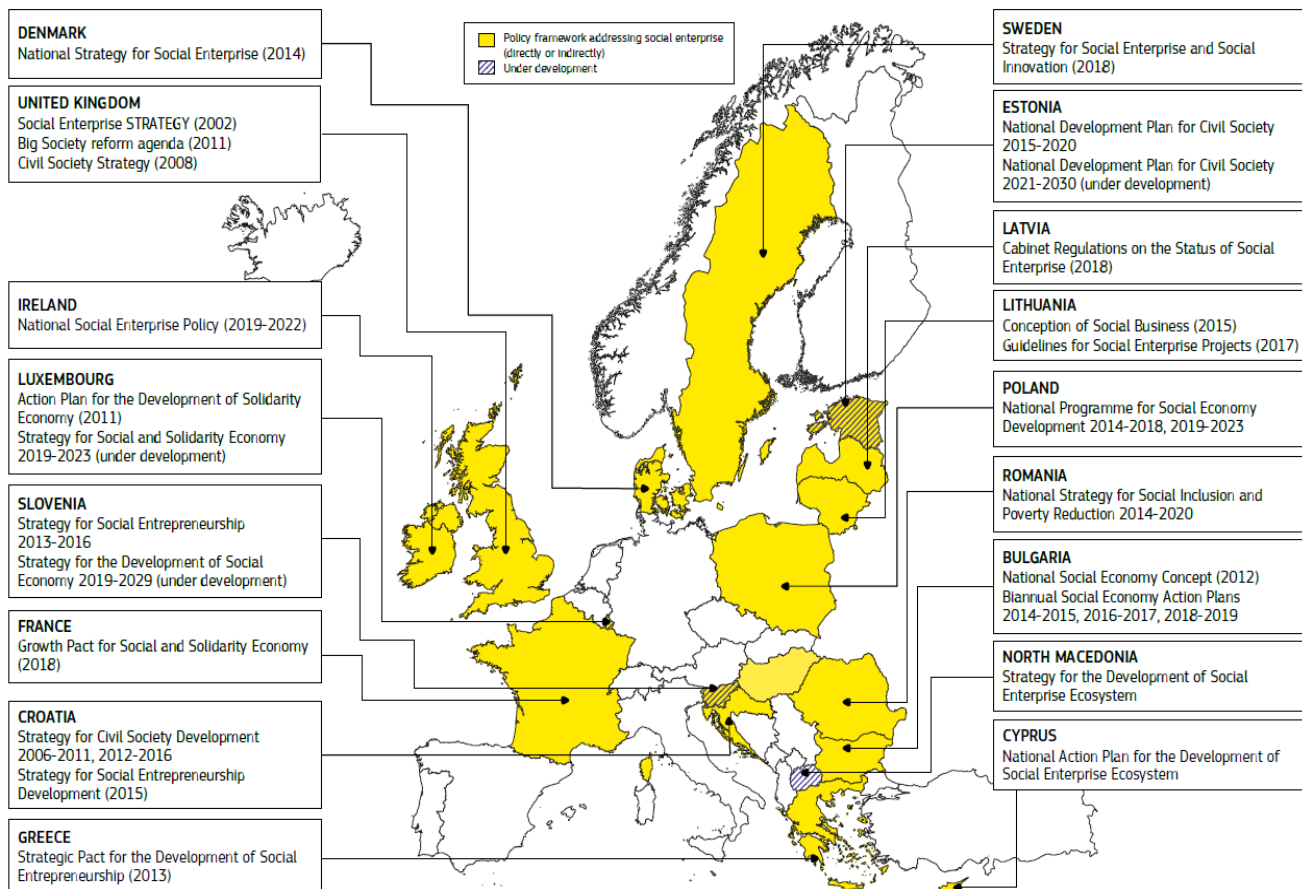 DENMARK
National Strategy for Social Enterprise (2014)
UNITED KINGDOM
Social Enterprise STRATEGY (2002)
Big Society reform agenda (2011)
Civil Society Strategy (2008)
IRELAND
National Social Enterprise Policy (2019-2022)
LUXEMBOURG
Action Plan for the Development of Solidarity
Economy (2011)
Strategy for Social and Solidarity Economy
2019-2023 (under development)
SLOVENIA
Strategy for Social Entrepreneurship
2013-2016
Strategy for the Development of Social
Economy 2019-2029 (under development)
FRANCE
Growth Pact for Social and Solidarity Economy
(2018)
CROATIA
Strategy for Civil Society Development
2006-2011, 2012-2016
Strategy for Social Entrepreneurship
Development (2015)
GREECE
Strategic Pact for the Development of Social
Entrepreneurship (2013)
Policy framework addressing social enterprise
(directly or indirectly)
Under development
SWEDEN
Strategy for Social Enterprise and Social
Innovation (2018)
ESTONIA
National Development Plan for Civil Society
2015-2020
National Development Plan for Civil Society
2021-2030 (under development)
LATVIA
Cabinet Regulations on the Status of Social
Enterprise (2018)
LITHUANIA
Conception of Social Business (2015)
Guidelines for Social Enterprise Projects (2017)
POLAND
National Programme for Social Economy
Development 2014-2018, 2019-2023
ROMANIA
National Strategy for Social Inclusion and
Poverty Reduction 2014-2020
BULGARIA
National Social Economy Concept (2012)
Biannual Social Economy Action Plans
2014-2015, 2016-2017, 2018-2019
NORTH MACEDONIA
Strategy for the Development of Social
Enterprise Ecosystem
CYPRUS
National Action Plan for the Development of
Social Enterprise Ecosystem